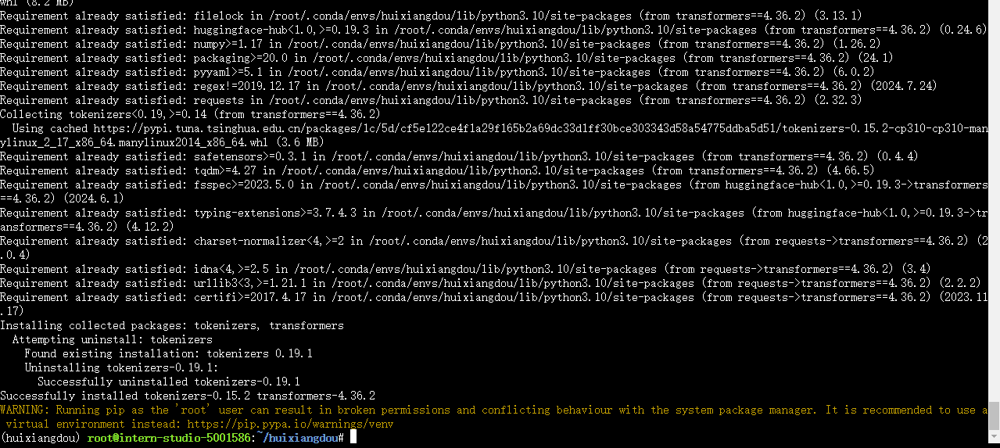 whl (8.2 MB)
Requirement already satisfied: filelock in /root/.conda/envs/huixiangdou/lib/python3.10/site-packages (from transformers==4.36.2) (3.13.1)
Requirement already satisfied: huggingface-hub<1.0,>=0.19.3 in /root/.conda/envs/huixiangdou/lib/python3.10/site-packages (from transformers==4.36.2) (0.24.6)
Requirement already satisfied: numpy>=1.17 in /root/.conda/envs/huixiangdou/lib/python3.10/site-packages (from transformers==4.36.2) (1.26.2)
Requirement already satisfied: packaging>=20.0 in /root/.conda/envs/huixiangdou/lib/python3.10/site-packages (from transformers==4.36.2) (24.1)
Requirement already satisfied: pyyaml>=5.1 in /root/.conda/envs/huixiangdou/lib/python3.10/site-packages (from transformers==4.36.2) (6.0.2)
Requirement already satisfied: regex!=2019.12.17 in /root/.conda/envs/huixiangdou/lib/python3.10/site-packages (from transformers==4.36.2) (2024.7.24)
Requirement already satisfied: requests in /root/.conda/envs/huixiangdou/lib/python3.10/site-packages (from transformers==4.36.2) (2.32.3)
Collecting tokenizers<0.19,>=0.14 (from transformers==4.36.2)
  Using cached https://pypi.tuna.tsinghua.edu.cn/packages/1c/5d/cf5e122ce4f1a29f165b2a69dc33d1ff30bce303343d58a54775ddba5d51/tokenizers-0.15.2-cp310-cp310-man
ylinux_2_17_x86_64.manylinux2014_x86_64.whl (3.6 MB)
Requirement already satisfied: safetensors>=0.3.1 in /root/.conda/envs/huixiangdou/lib/python3.10/site-packages (from transformers==4.36.2) (0.4.4)
Requirement already satisfied: tqdm>=4.27 in /root/.conda/envs/huixiangdou/lib/python3.10/site-packages (from transformers==4.36.2) (4.66.5)
Requirement already satisfied: fsspec>=2023.5.0 in /root/.conda/envs/huixiangdou/lib/python3.10/site-packages (from huggingface-hub<1.0,>=0.19.3->transformers
==4.36.2) (2024.6.1)
Requirement already satisfied: typing-extensions>=3.7.4.3 in /root/.conda/envs/huixiangdou/lib/python3.10/site-packages (from huggingface-hub<1.0,>=0.19.3->tr
ansformers==4.36.2) (4.12.2)
Requirement already satisfied: charset-normalizer<4,>=2 in /root/.conda/envs/huixiangdou/lib/python3.10/site-packages (from requests->transformers==4.36.2) (2
.0.4)
Requirement already satisfied: idna<4,>=2.5 in /root/.conda/envs/huixiangdou/lib/python3.10/site-packages (from requests->transformers==4.36.2) (3.4)
Requirement already satisfied: urllib3<3,>=1.21.1 in /root/.conda/envs/huixiangdou/lib/python3.10/site-packages (from requests->transformers==4.36.2) (2.2.2)
Requirement already satisfied: certifi>=2017.4.17 in /root/.conda/envs/huixiangdou/lib/python3.10/site-packages (from requests->transformers==4.36.2) (2023.11
.17)
Installing collected packages: tokenizers, transformers
  Attempting uninstall: tokenizers
    Found existing installation: tokenizers 0.19.1
    Uninstalling tokenizers-0.19.1:
      Successfully uninstalled tokenizers-0.19.1
Successfully installed tokenizers-0.15.2 transformers-4.36.2
WARNING: Running pip as the 'root' user can result in broken permissions and conflicting behaviour with the system package manager. It is recommended to use a
 virtual environment instead: https://pip.pypa.io/warnings/venv
(huixiangdou) root@intern-studio-5001586:~/huixiangdou#